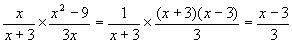 x/(x+3) × (x²−9)/(3x) = 1/(x+3) × ((x+3)(x−3))/3 = (x−3)/3